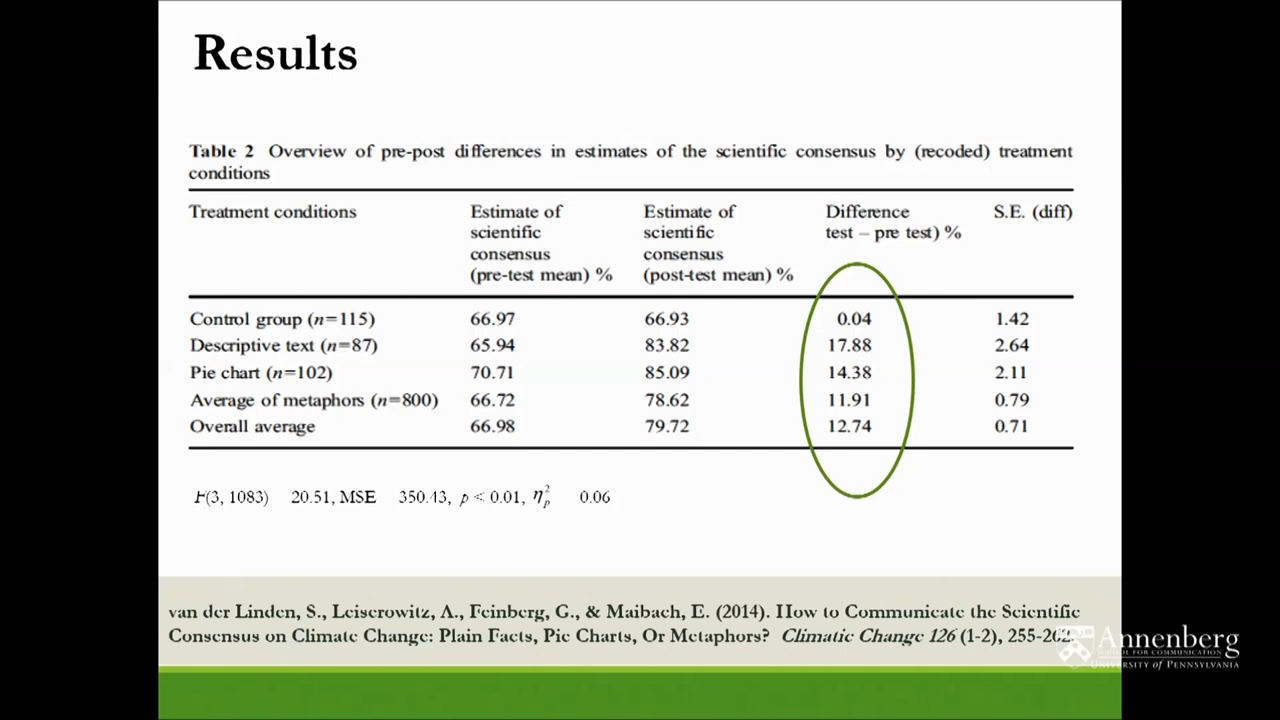 Results
Table 2 Overview of pre-post differences in estimates of the scientific consensus by (recoded) treatment
conditions
Treatment conditions Estimate of scientific consensus (pre-test mean) % Estimate of scientific consensus (post-test mean) % Difference test – pre test) % S.E. (diff)
Control group (n=115) 66.97 66.93 0.04 1.42
Descriptive text (n=87) 65.94 83.82 17.88 2.64
Pie chart (n=102) 70.71 85.09 14.38 2.11
Average of metaphors (n=800) 66.72 78.62 11.91 0.79
Overall average 66.98 79.72 12.74 0.71
F(3, 1083) 20.51, MSE 350.43, p < 0.01, η²p 0.06
van der Linden, S., Leiserowitz, A., Feinberg, G., & Maibach, E. (2014). How to Communicate the Scientific
Consensus on Climate Change: Plain Facts, Pie Charts, Or Metaphors? Climatic Change 126 (1-2), 255-262.
Annenberg
SCHOOL FOR COMMUNICATION
UNIVERSITY of PENNSYLVANIA